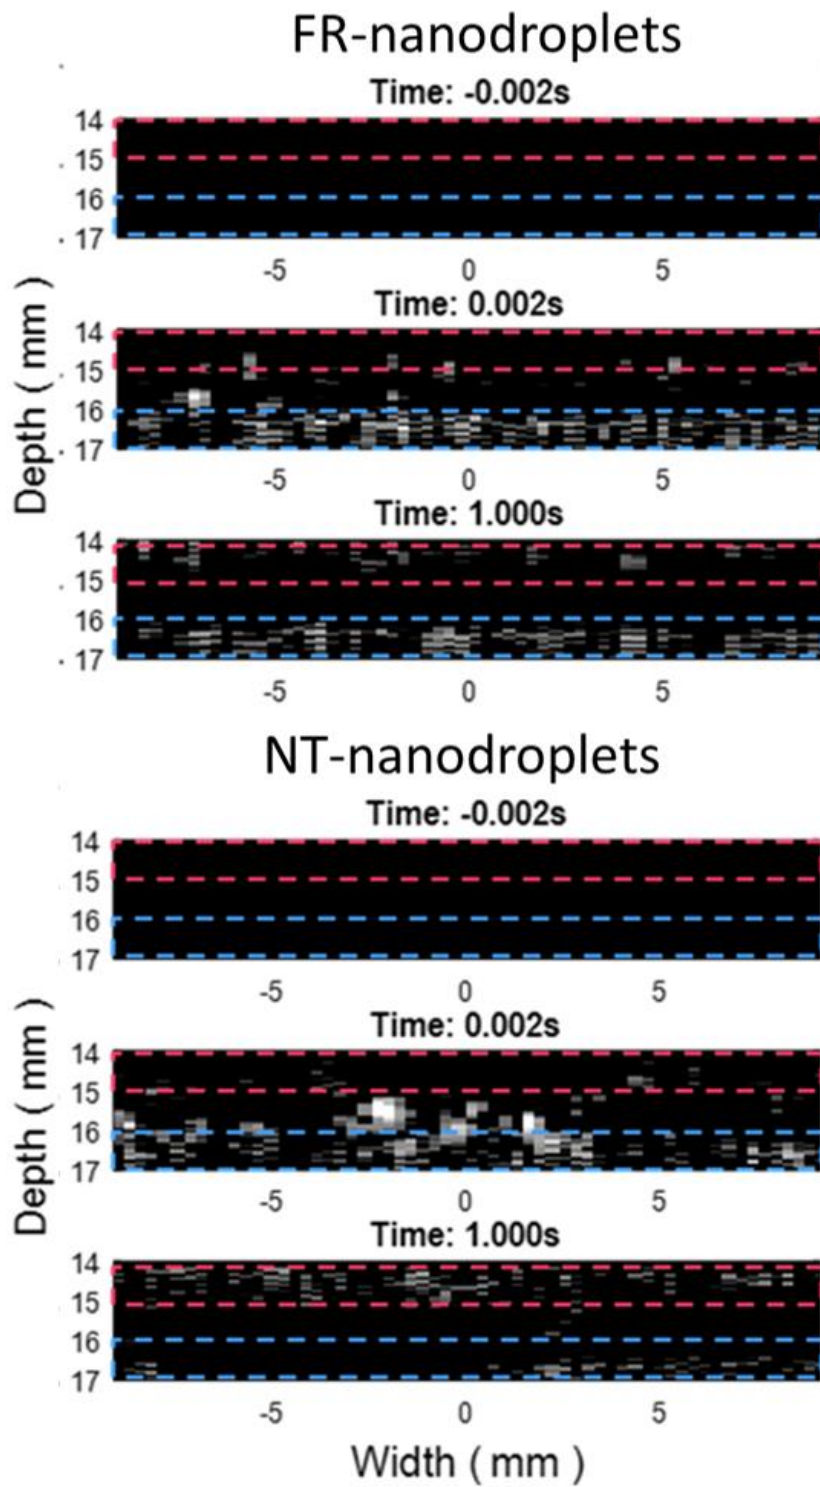 FR-nanodroplets
Time: -0.002s
14
15
16
17
-5 0 5
Time: 0.002s
14
15
16
17
-5 0 5
Time: 1.000s
14
15
16
17
-5 0 5
Depth ( mm )
NT-nanodroplets
Time: -0.002s
14
15
16
17
-5 0 5
Time: 0.002s
14
15
16
17
-5 0 5
Time: 1.000s
14
15
16
17
-5 0 5
Depth ( mm )
Width ( mm )